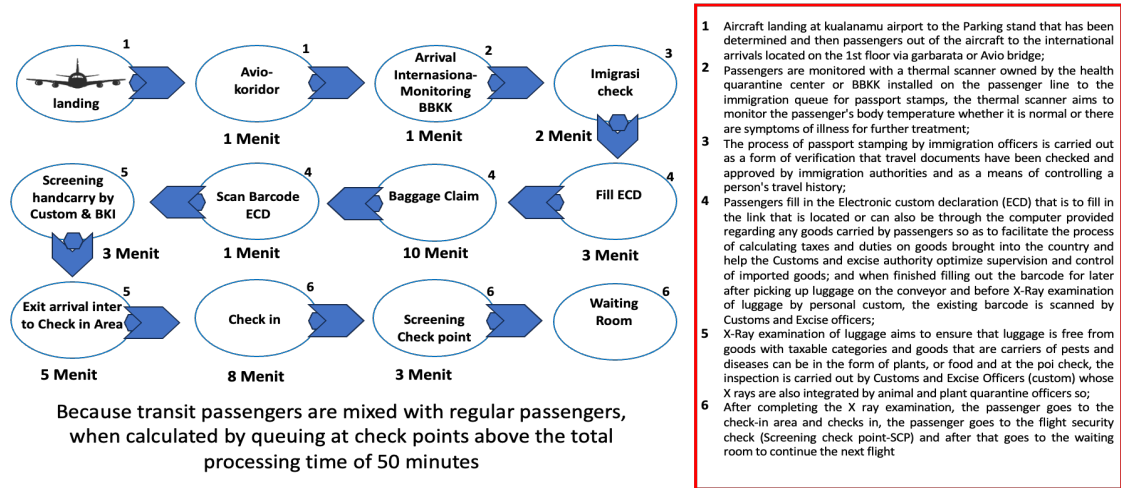 1
landing
1
Avio-
koridor
1 Menit
2
Arrival
Internasiona-
Monitoring
BBKK
1 Menit
3
Imigrasi
check
2 Menit
4
Fill ECD
3 Menit
4
Baggage Claim
10 Menit
4
Scan Barcode
ECD
1 Menit
5
Screening
handcarry by
Custom & BKI
3 Menit
5
Exit arrival inter
to Check in Area
5 Menit
6
Check in
8 Menit
6
Screening
Check point
3 Menit
6
Waiting
Room
Because transit passengers are mixed with regular passengers,
when calculated by queuing at check points above the total
processing time of 50 minutes
1 Aircraft landing at kualanamu airport to the Parking stand that has been
determined and then passengers out of the aircraft to the international
arrivals located on the 1st floor via garbarata or Avio bridge;
2 Passengers are monitored with a thermal scanner owned by the health
quarantine center or BBKK installed on the passenger line to the
immigration queue for passport stamps, the thermal scanner aims to
monitor the passenger's body temperature whether it is normal or there
are symptoms of illness for further treatment;
3 The process of passport stamping by immigration officers is carried out
as a form of verification that travel documents have been checked and
approved by immigration authorities and as a means of controlling a
person's travel history;
4 Passengers fill in the Electronic custom declaration (ECD) that is to fill in
the link that is located or can also be through the computer provided
regarding any goods carried by passengers so as to facilitate the process
of calculating taxes and duties on goods brought into the country and
help the Customs and excise authority optimize supervision and control
of imported goods; and when finished filling out the barcode for later
after picking up luggage on the conveyor and before X-Ray examination
of luggage by personal custom, the existing barcode is scanned by
Customs and Excise officers;
5 X-Ray examination of luggage aims to ensure that luggage is free from
goods with taxable categories and goods that are carriers of pests and
diseases can be in the form of plants, or food and at the poi check, the
inspection is carried out by Customs and Excise Officers (custom) whose
X rays are also integrated by animal and plant quarantine officers so;
6 After completing the X ray examination, the passenger goes to the
check-in area and checks in, the passenger goes to the flight security
check (Screening check point-SCP) and after that goes to the waiting
room to continue the next flight